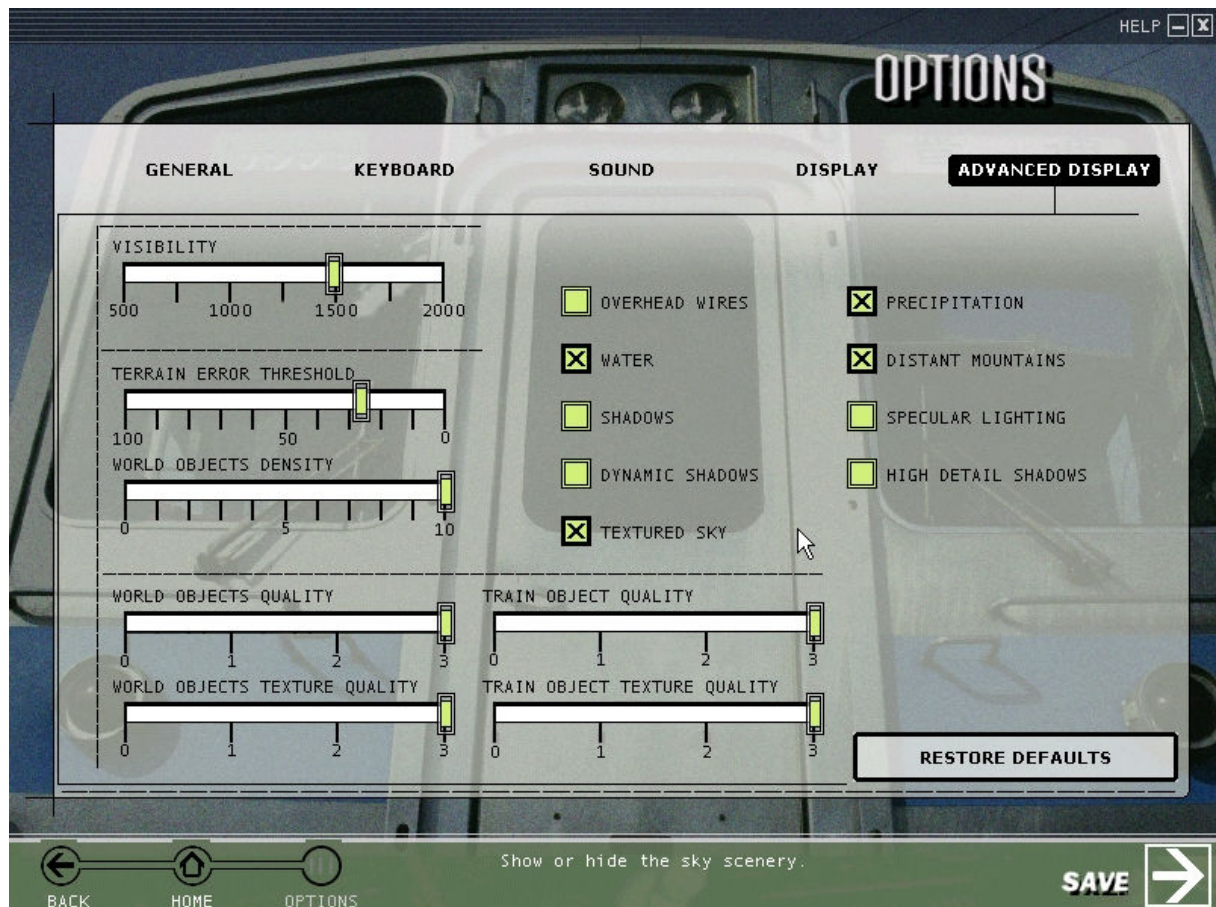 HELP
OPTIONS
GENERAL KEYBOARD SOUND DISPLAY ADVANCED DISPLAY
VISIBILITY
500 1000 1500 2000
OVERHEAD WIRES
PRECIPITATION
WATER
DISTANT MOUNTAINS
SHADOWS
SPECULAR LIGHTING
DYNAMIC SHADOWS
HIGH DETAIL SHADOWS
TEXTURED SKY
TERRAIN ERROR THRESHOLD
100 50 0
WORLD OBJECTS DENSITY
0 5 10
WORLD OBJECTS QUALITY
0 1 2 3
TRAIN OBJECT QUALITY
0 1 2 3
WORLD OBJECTS TEXTURE QUALITY
0 1 2 3
TRAIN OBJECT TEXTURE QUALITY
0 1 2 3
RESTORE DEFAULTS
Show or hide the sky scenery.
BACK HOME OPTIONS
SAVE